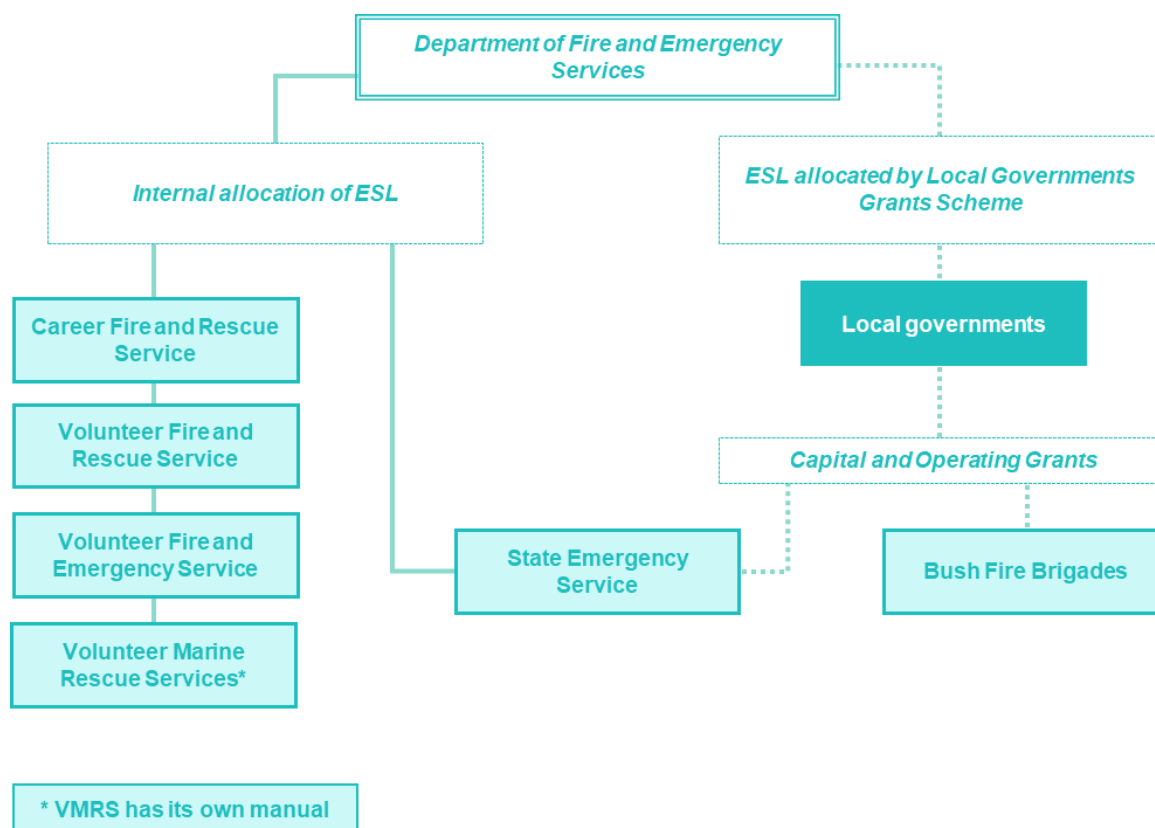 Department of Fire and Emergency
Services
Internal allocation of ESL
ESL allocated by Local Governments
Grants Scheme
Career Fire and Rescue
Service
Local governments
Volunteer Fire and
Rescue Service
Capital and Operating Grants
Volunteer Fire and
Emergency Service
State Emergency
Service
Bush Fire Brigades
Volunteer Marine
Rescue Services*
* VMRS has its own manual